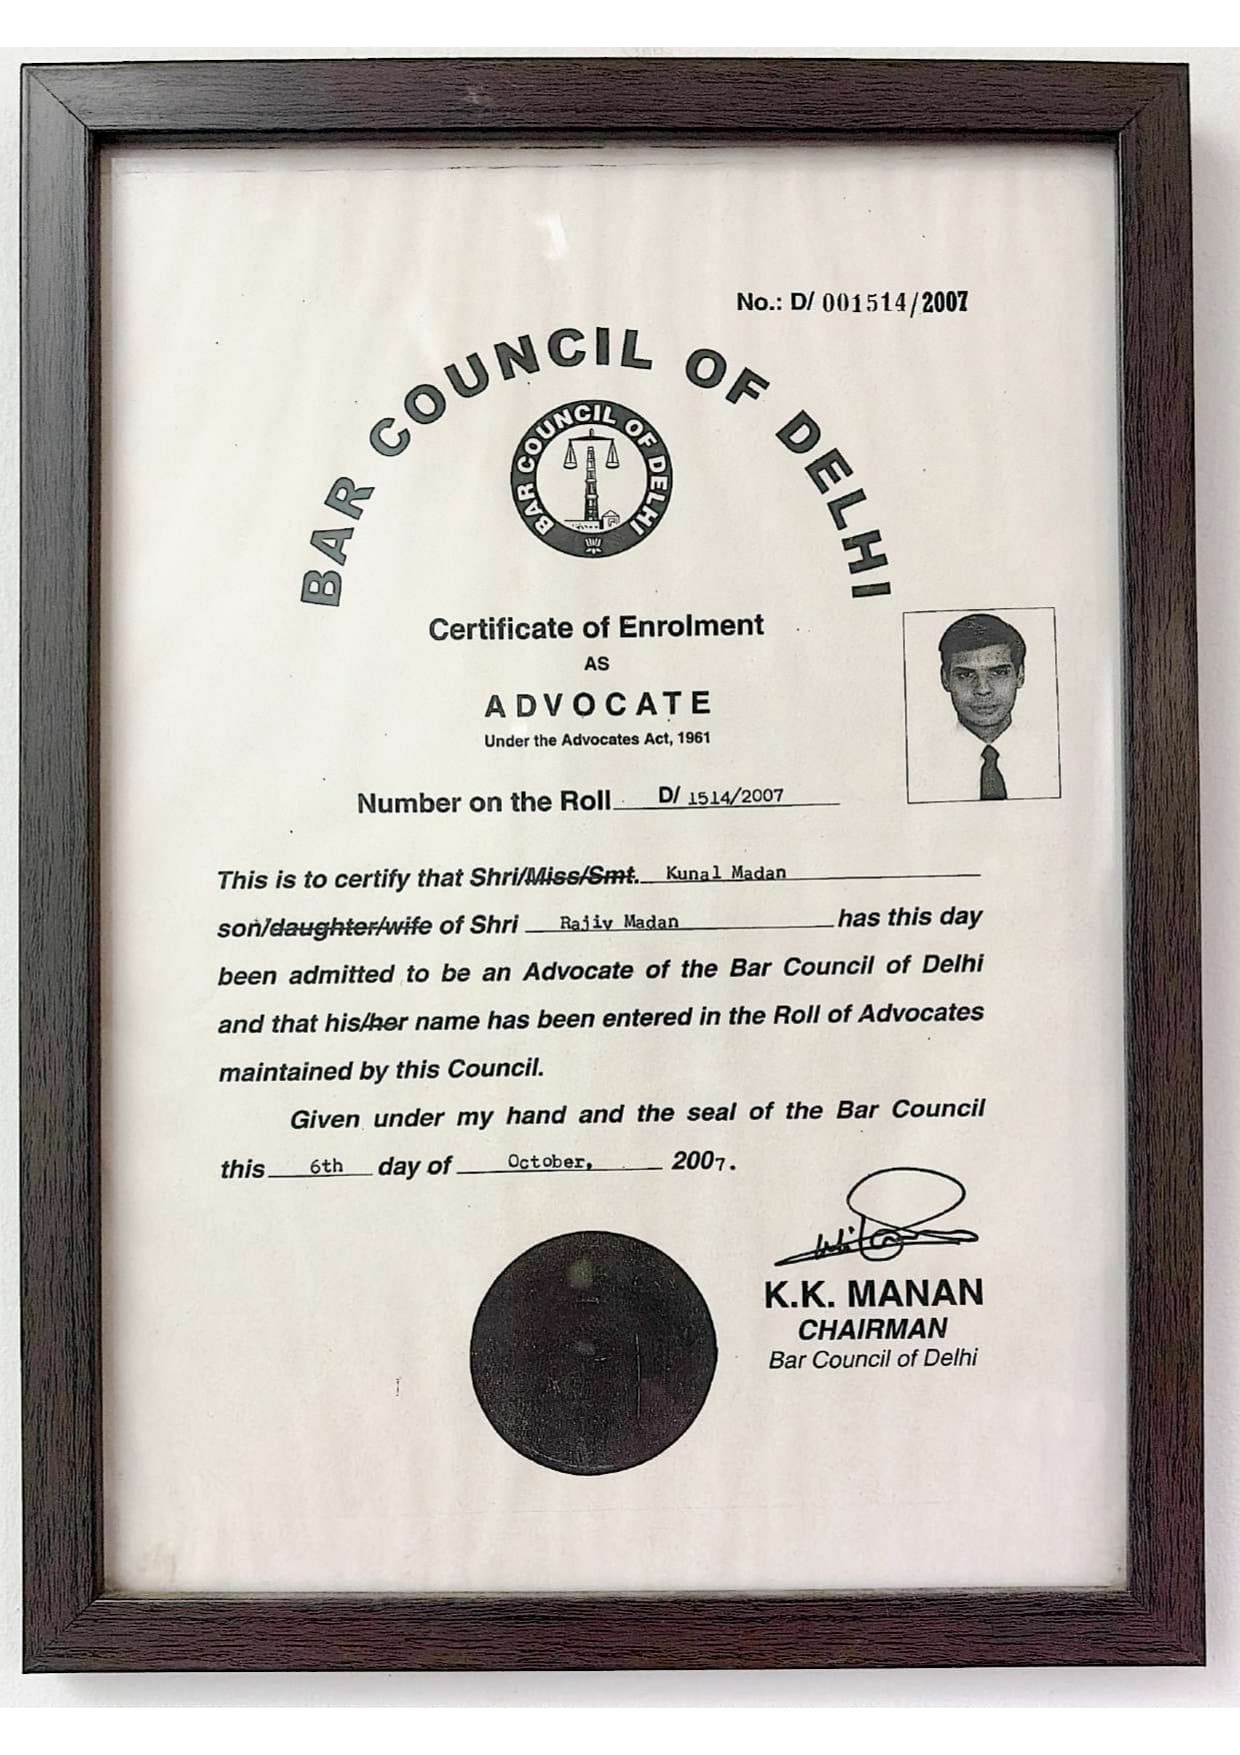 No.: D/ 001514/2007
BAR COUNCIL OF DELHI
BAR COUNCIL OF DELHI
Certificate of Enrolment
AS
ADVOCATE
Under the Advocates Act, 1961
Number on the Roll D/ 1514/2007
This is to certify that Shri/Miss/Smt. Kunal Madan
son/daughter/wife of Shri Rajiv Madan has this day
been admitted to be an Advocate of the Bar Council of Delhi
and that his/her name has been entered in the Roll of Advocates
maintained by this Council.
Given under my hand and the seal of the Bar Council
this 6th day of October, 2007.
K.K. MANAN
CHAIRMAN
Bar Council of Delhi